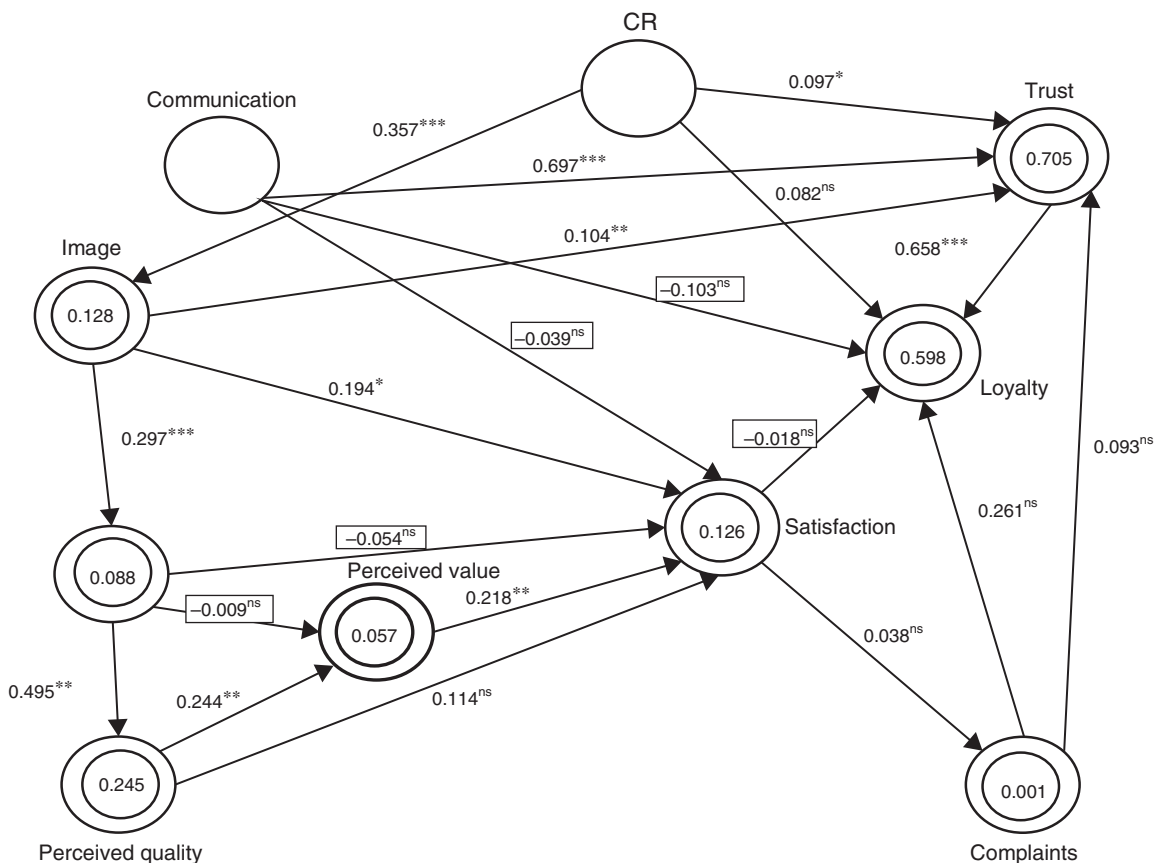 CR
Communication
0.097*
Trust
0.357***
0.697***
0.705
0.082ns
Image
0.104**
0.658***
−0.103ns
0.128
−0.039ns
0.598
0.194*
Loyalty
0.297***
−0.018ns
0.093ns
0.261ns
−0.054ns
0.126
Satisfaction
0.088
Perceived value
0.218**
−0.009ns
0.057
0.038ns
0.495**
0.244**
0.114ns
0.245
0.001
Perceived quality
Complaints